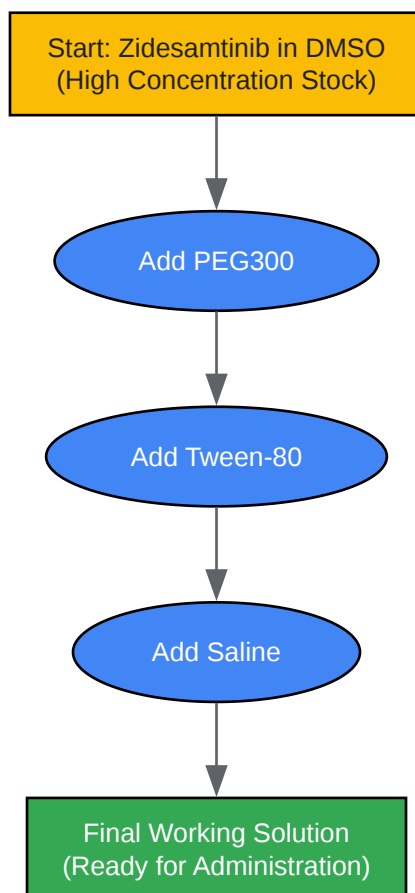 Start: Zidesamtinib in DMSO
(High Concentration Stock)
Add PEG300
Add Tween-80
Add Saline
Final Working Solution
(Ready for Administration)